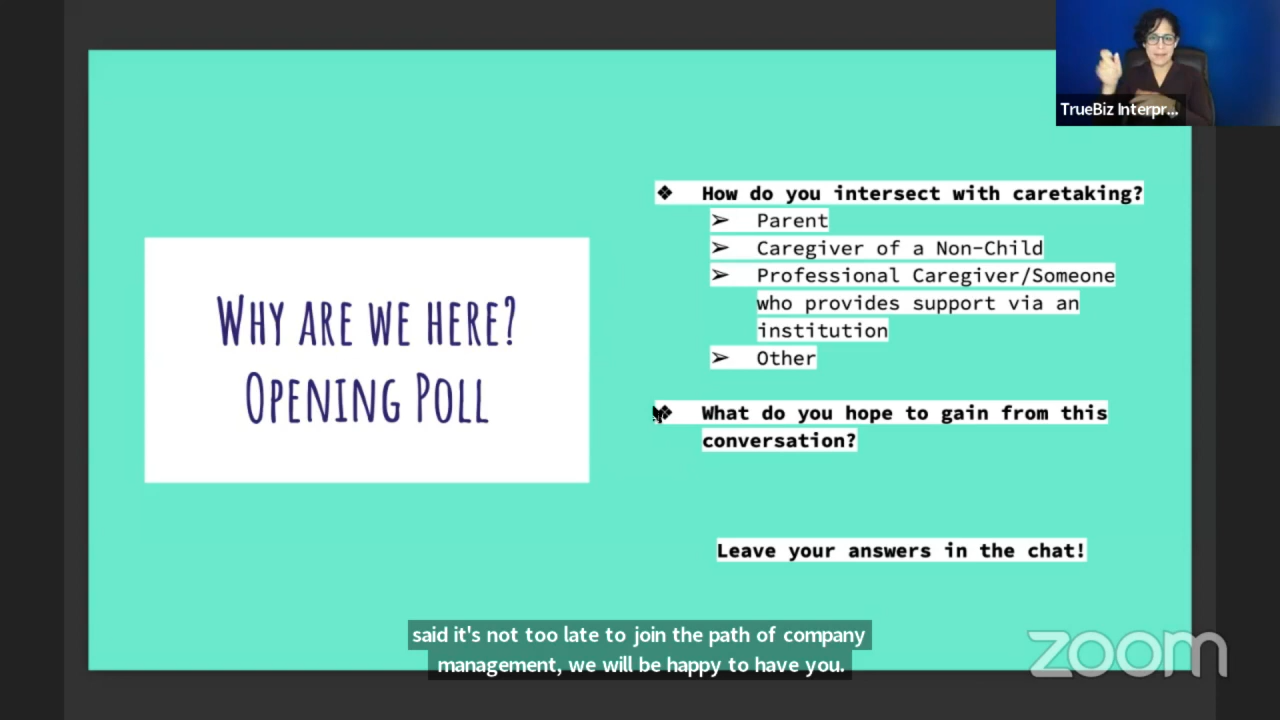 TrueBiz Interpr...
WHY ARE WE HERE?
OPENING POLL
❖ How do you intersect with caretaking?
➢ Parent
➢ Caregiver of a Non-Child
➢ Professional Caregiver/Someone
who provides support via an
institution
➢ Other
❖ What do you hope to gain from this
conversation?
Leave your answers in the chat!
said it's not too late to join the path of company
management, we will be happy to have you.
zoom